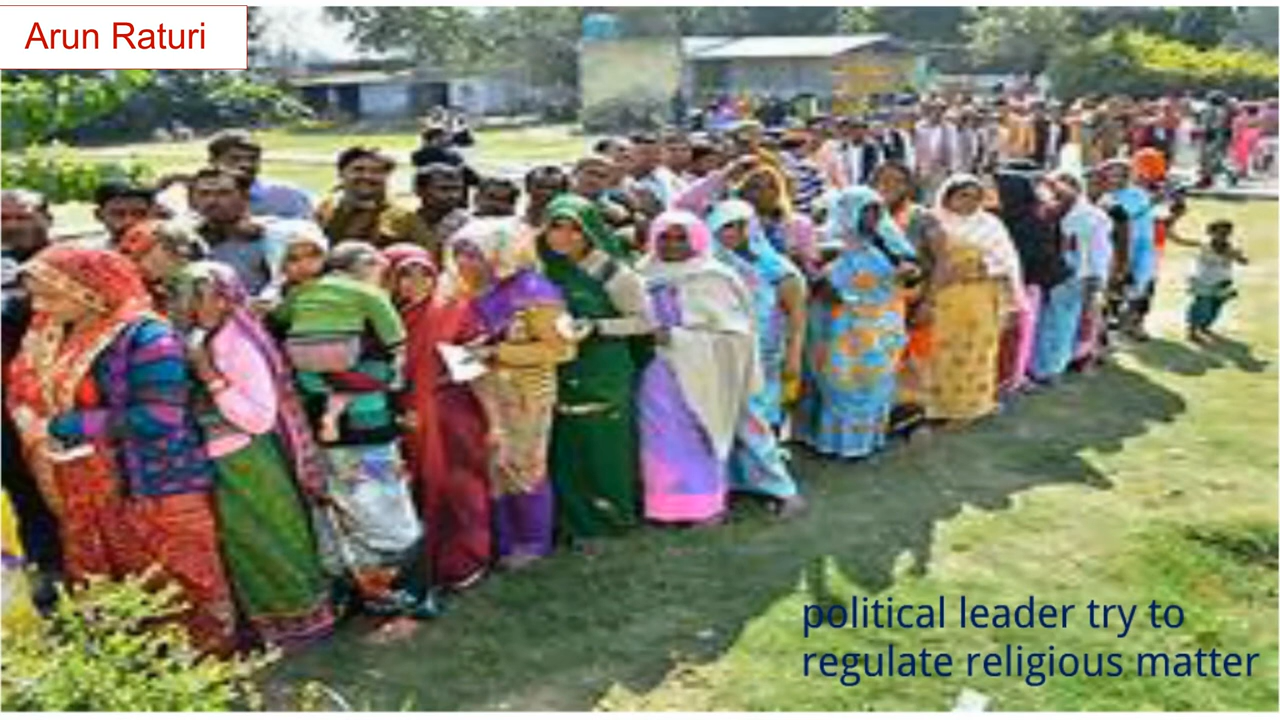 Arun Raturi
political leader try to
regulate religious matter